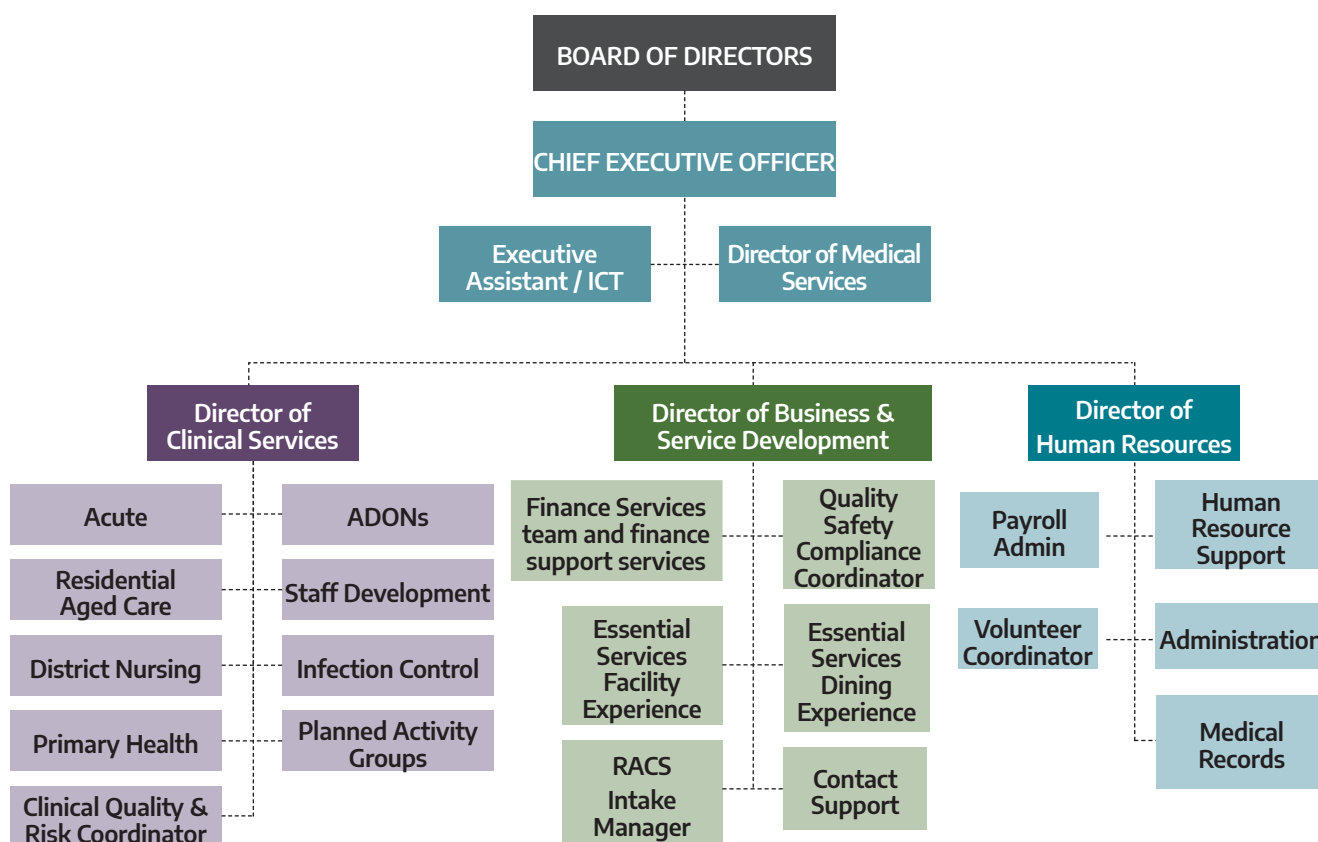 BOARD OF DIRECTORS
CHIEF EXECUTIVE OFFICER
Executive
Assistant / ICT
Director of Medical
Services
Director of
Clinical Services
Acute
ADONs
Residential
Aged Care
Staff Development
District Nursing
Infection Control
Primary Health
Planned Activity
Groups
Clinical Quality &
Risk Coordinator
Director of Business &
Service Development
Finance Services
team and finance
support services
Quality
Safety
Compliance
Coordinator
Essential
Services
Facility
Experience
Essential
Services
Dining
Experience
RACS
Intake
Manager
Contact
Support
Director of
Human Resources
Payroll
Admin
Human
Resource
Support
Volunteer
Coordinator
Administration
Medical
Records